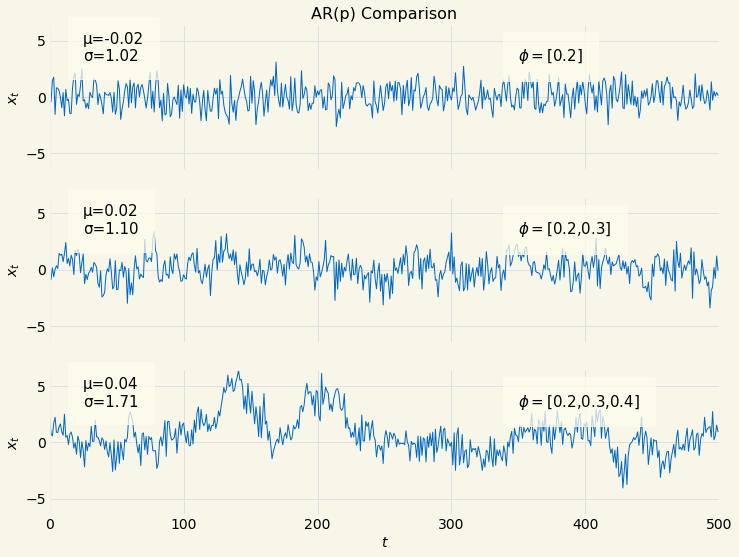 AR(p) Comparison
μ=-0.02
σ=1.02
ϕ = [0.2]
5
0
−5
x_t
μ=0.02
σ=1.10
ϕ = [0.2,0.3]
5
0
−5
x_t
μ=0.04
σ=1.71
ϕ = [0.2,0.3,0.4]
5
0
−5
x_t
0 100 200 300 400 500
t